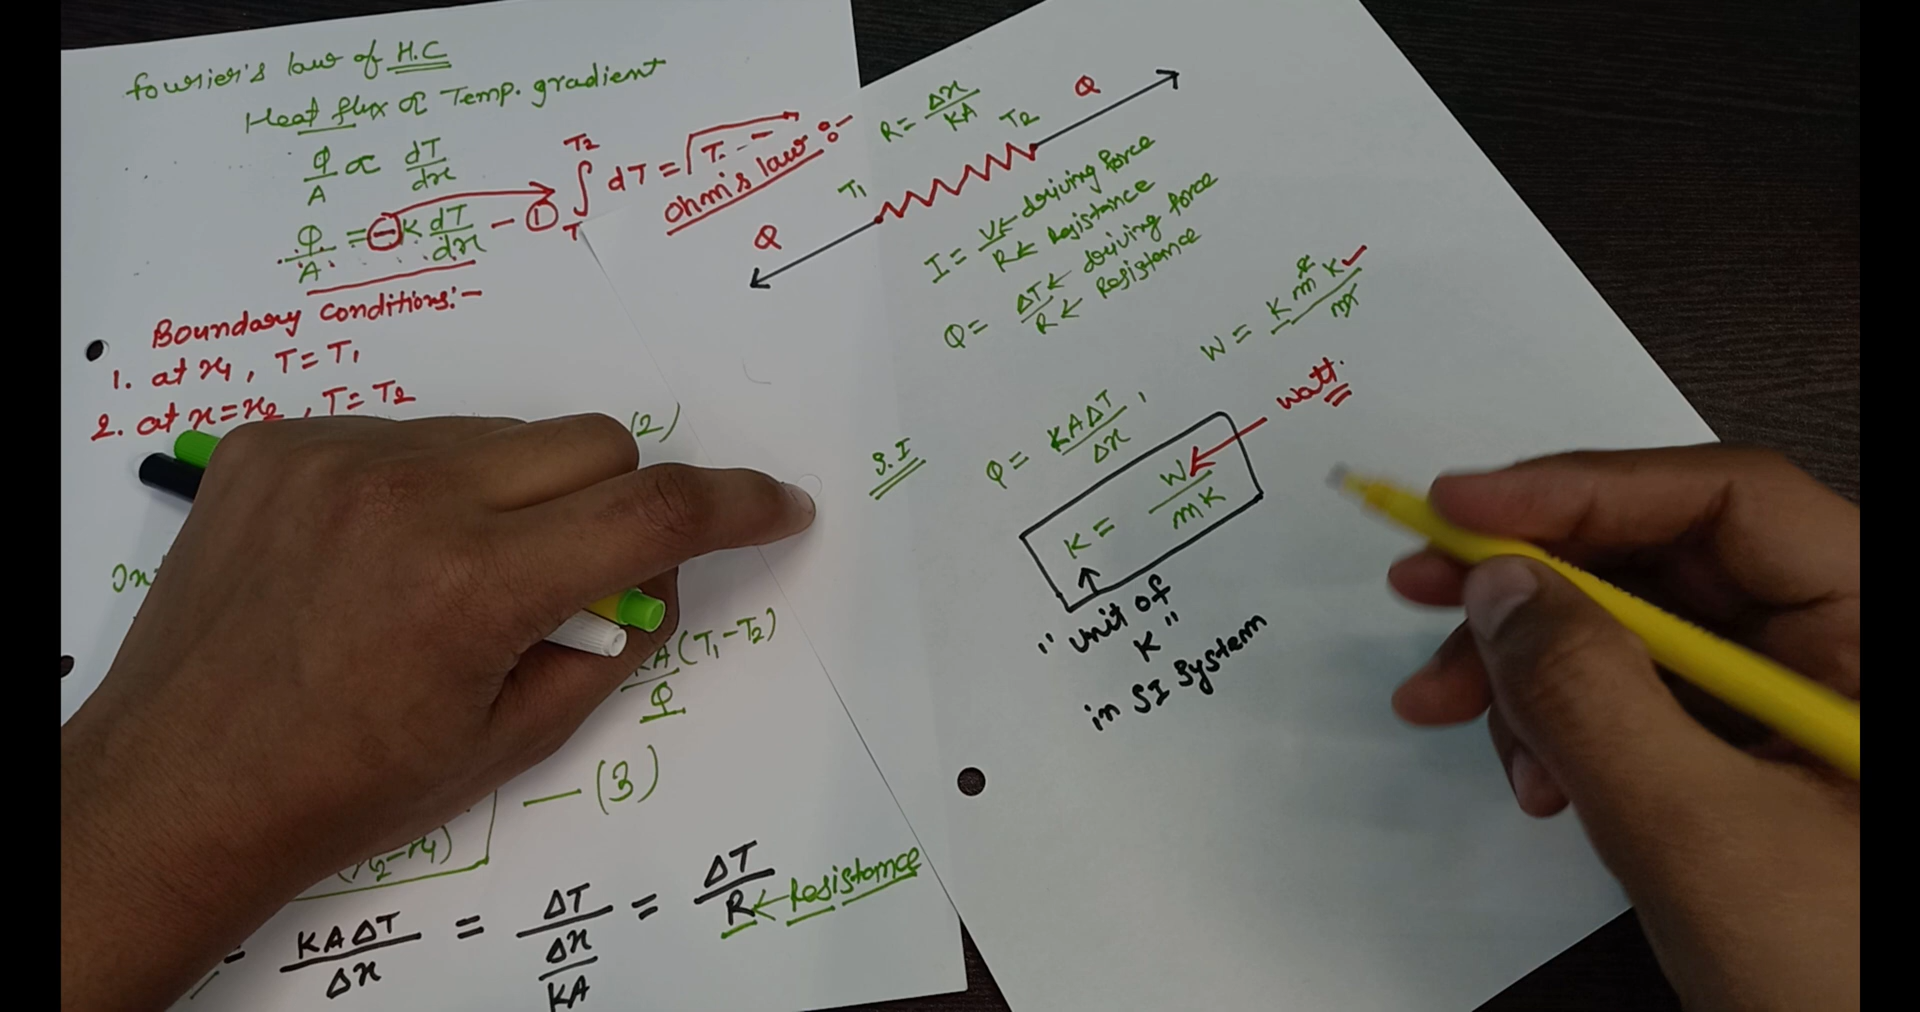 Fourier's law of H.C
Heat flux ∝ Temp. gradient
Q/A ∝ dT/dx
Q/A = -K dT/dx - ①
∫ dT = T2
T
Boundary conditions:-
1. at x1, T = T1
2. at x = x2, T = T2
(2)
KA(T1-T2)/Q
(x2-x1)
— (3)
= KAΔT/Δx = ΔT/(Δx/KA) = ΔT/R ← Resistance
Ohm's law :-
R = Δx/KA
Q T1 T2 Q
I = V/R ← driving force
← Resistance
Q = ΔT/R ← driving force
← Resistance
S.I
Q = KAΔT/Δx,
W = K m² K/m
K = W/mK
Watt.
"unit of
K"
in SI System